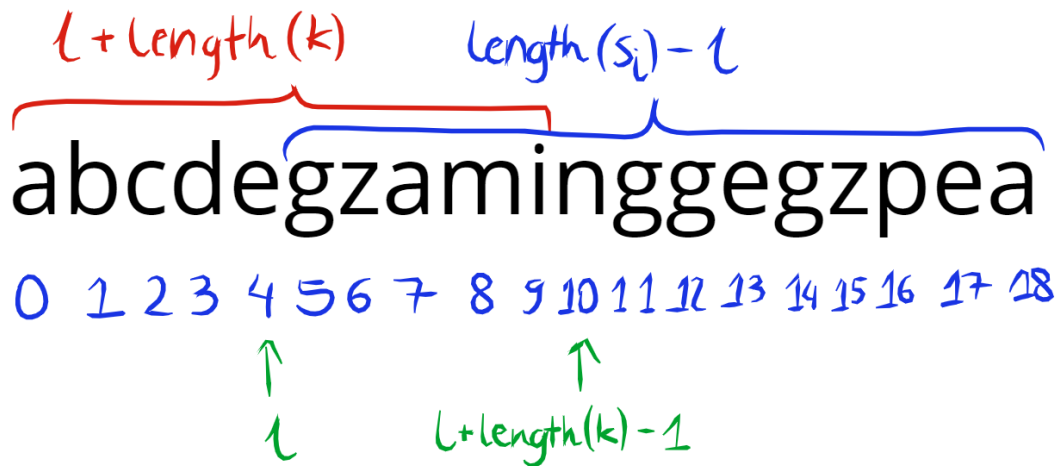 l + length(k) length(si) - l
abcdegzaminggegzpea
0 1 2 3 4 5 6 7 8 9 10 11 12 13 14 15 16 17 18
l l+length(k) - 1